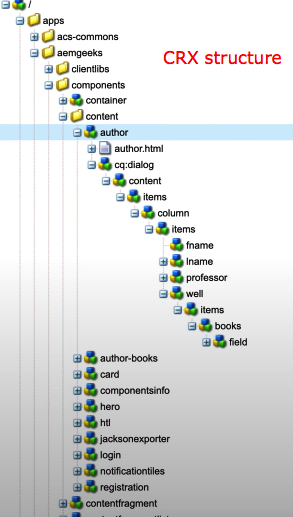 /
apps
CRX structure
acs-commons
aemgeeks
clientlibs
components
container
content
author
author.html
cq:dialog
content
items
column
items
fname
lname
professor
well
items
books
field
author-books
card
componentsinfo
hero
htl
jacksonexporter
login
notificationtiles
registration
contentfragment